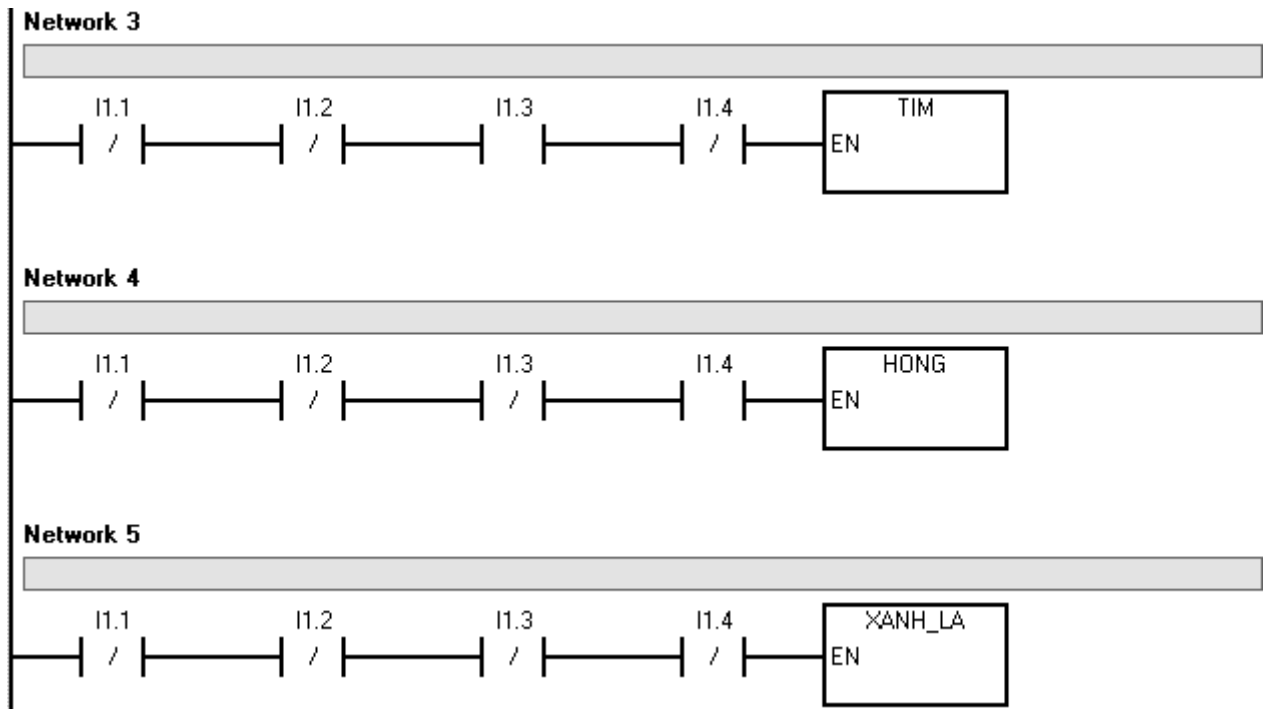 Network 3
I1.1 I1.2 I1.3 I1.4 TIM
/ / / EN
Network 4
I1.1 I1.2 I1.3 I1.4 HONG
/ / / EN
Network 5
I1.1 I1.2 I1.3 I1.4 XANH_LA
/ / / / EN